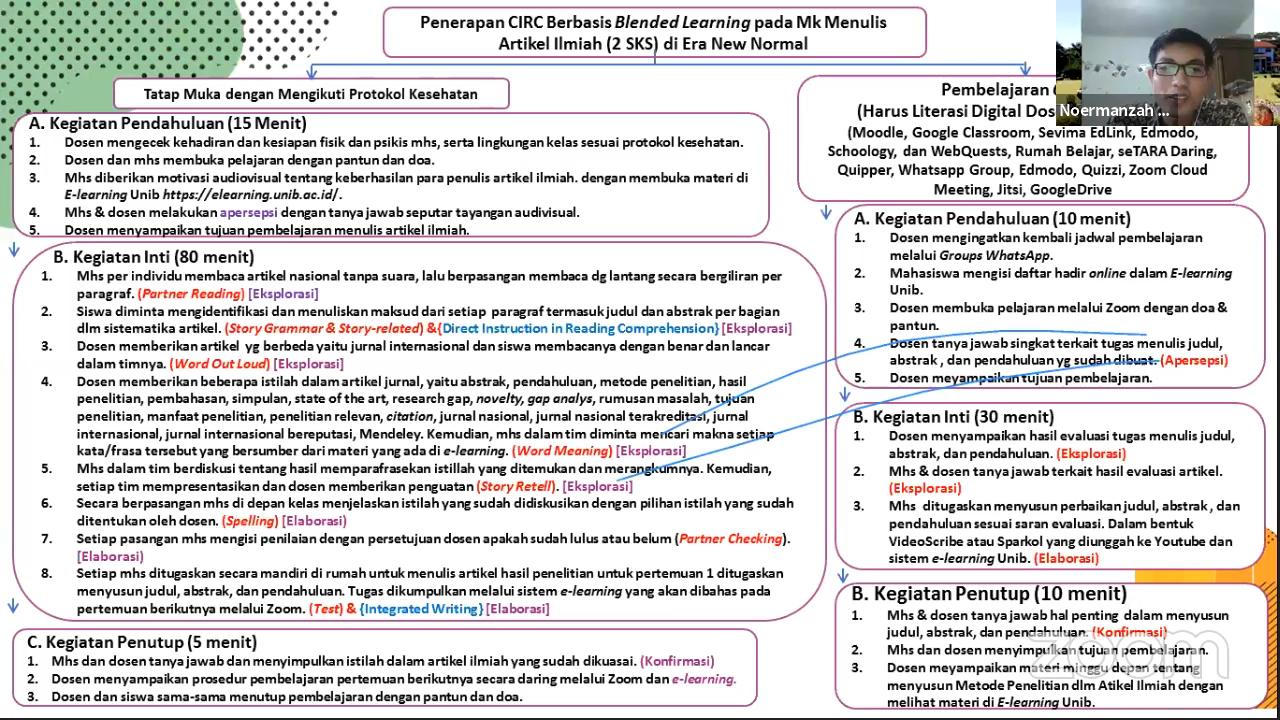 Penerapan CIRC Berbasis Blended Learning pada Mk Menulis
Artikel Ilmiah (2 SKS) di Era New Normal
Tatap Muka dengan Mengikuti Protokol Kesehatan
A. Kegiatan Pendahuluan (15 Menit)
1. Dosen mengecek kehadiran dan kesiapan fisik dan psikis mhs, serta lingkungan kelas sesuai protokol kesehatan.
2. Dosen dan mhs membuka pelajaran dengan pantun dan doa.
3. Mhs diberikan motivasi audiovisual tentang keberhasilan para penulis artikel ilmiah. dengan membuka materi di
E-learning Unib https://elearning.unib.ac.id/.
4. Mhs & dosen melakukan apersepsi dengan tanya jawab seputar tayangan audivisual.
5. Dosen menyampaikan tujuan pembelajaran menulis artikel ilmiah.
B. Kegiatan Inti (80 menit)
1. Mhs per individu membaca artikel nasional tanpa suara, lalu berpasangan membaca dg lantang secara bergiliran per
paragraf. (Partner Reading) [Eksplorasi]
2. Siswa diminta mengidentifikasi dan menuliskan maksud dari setiap paragraf termasuk judul dan abstrak per bagian
dlm sistematika artikel. (Story Grammar & Story-related) &{Direct Instruction in Reading Comprehension} [Eksplorasi]
3. Dosen memberikan artikel yg berbeda yaitu jurnal internasional dan siswa membacanya dengan benar dan lancar
dalam timnya. (Word Out Loud) [Eksplorasi]
4. Dosen memberikan beberapa istilah dalam artikel jurnal, yaitu abstrak, pendahuluan, metode penelitian, hasil
penelitian, pembahasan, simpulan, state of the art, research gap, novelty, gap analys, rumusan masalah, tujuan
penelitian, manfaat penelitian, penelitian relevan, citation, jurnal nasional, jurnal nasional terakreditasi, jurnal
internasional, jurnal internasional bereputasi, Mendeley. Kemudian, mhs dalam tim diminta mencari makna setiap
kata/frasa tersebut yang bersumber dari materi yang ada di e-learning. (Word Meaning) [Eksplorasi]
5. Mhs dalam tim berdiskusi tentang hasil memparafrasekan istillah yang ditemukan dan merangkumnya. Kemudian,
setiap tim mempresentasikan dan dosen memberikan penguatan (Story Retell). [Eksplorasi]
6. Secara berpasangan mhs di depan kelas menjelaskan istilah yang sudah didiskusikan dengan pilihan istilah yang sudah
ditentukan oleh dosen. (Spelling) [Elaborasi)
7. Setiap pasangan mhs mengisi penilaian dengan persetujuan dosen apakah sudah lulus atau belum (Partner Checking).
[Elaborasi)
8. Setiap mhs ditugaskan secara mandiri di rumah untuk menulis artikel hasil penelitian untuk pertemuan 1 ditugaskan
menyusun judul, abstrak, dan pendahuluan. Tugas dikumpulkan melalui sistem e-learning yang akan dibahas pada
pertemuan berikutnya melalui Zoom. (Test) & {Integrated Writing} [Elaborasi]
C. Kegiatan Penutup (5 menit)
1. Mhs dan dosen tanya jawab dan menyimpulkan istilah dalam artikel ilmiah yang sudah dikuasai. (Konfirmasi)
2. Dosen menyampaikan prosedur pembelajaran pertemuan berikutnya secara daring melalui Zoom dan e-learning.
3. Dosen dan siswa sama-sama menutup pembelajaran dengan pantun dan doa.
Pembelajaran
(Harus Literasi Digital
(Moodle, Google Classroom, Sevima EdLink, Edmodo,
Schoology, dan WebQuests, Rumah Belajar, seTARA Daring,
Quipper, Whatsapp Group, Edmodo, Quizzi, Zoom Cloud
Meeting, Jitsi, GoogleDrive
A. Kegiatan Pendahuluan (10 menit)
1. Dosen mengingatkan kembali jadwal pembelajaran
melalui Groups WhatsApp.
2. Mahasiswa mengisi daftar hadir online dalam E-learning
Unib.
3. Dosen membuka pelajaran melalui Zoom dengan doa &
pantun.
4. Dosen tanya jawab singkat terkait tugas menulis judul,
abstrak , dan pendahuluan yg sudah dibuat. (Apersepsi)
5. Dosen meyampaikan tujuan pembelajaran.
B. Kegiatan Inti (30 menit)
1. Dosen menyampaikan hasil evaluasi tugas menulis judul,
abstrak, dan pendahuluan. (Eksplorasi)
2. Mhs & dosen tanya jawab terkait hasil evaluasi artikel.
(Eksplorasi)
3. Mhs ditugaskan menyusun perbaikan judul, abstrak , dan
pendahuluan sesuai saran evaluasi. Dalam bentuk
VideoScribe atau Sparkol yang diunggah ke Youtube dan
sistem e-learning Unib. (Elaborasi)
B. Kegiatan Penutup (10 menit)
1. Mhs & dosen tanya jawab hal penting dalam menyusun
judul, abstrak, dan pendahuluan. (Konfirmasi)
2. Mhs dan dosen menyimpulkan tujuan pembelajaran.
3. Dosen meyampaikan materi minggu depan tentang
menyusun Metode Penelitian dlm Atikel Ilmiah dengan
melihat materi di E-learning Unib.
Noermanzah ...
zoom